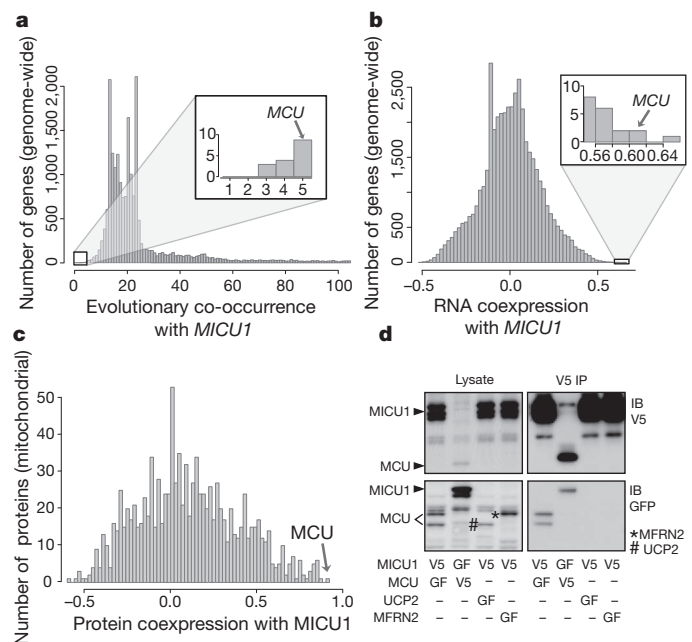 a
Number of genes (genome-wide)
0 500 1,000 1,500 2,000
0 20 40 60 80 100
Evolutionary co-occurrence
with MICU1
MCU
10
5
0
1 2 3 4 5
b
Number of genes (genome-wide)
0 500 1,500 2,500
–0.5 0.0 0.5
RNA coexpression
with MICU1
10
5
0
MCU
0.56 0.60 0.64
c
Number of proteins (mitochondrial)
50
40
30
20
10
0
MCU
–0.5 0.0 0.5 1.0
Protein coexpression with MICU1
d
Lysate V5 IP
MICU1
IB
V5
MCU
MICU1
IB
GFP
MCU
*
#
*MFRN2
# UCP2
MICU1 V5 GF V5 V5 V5 GF V5 V5
MCU GF V5 – – GF V5 – –
UCP2 – – GF – – – GF –
MFRN2 – – – GF – – – GF